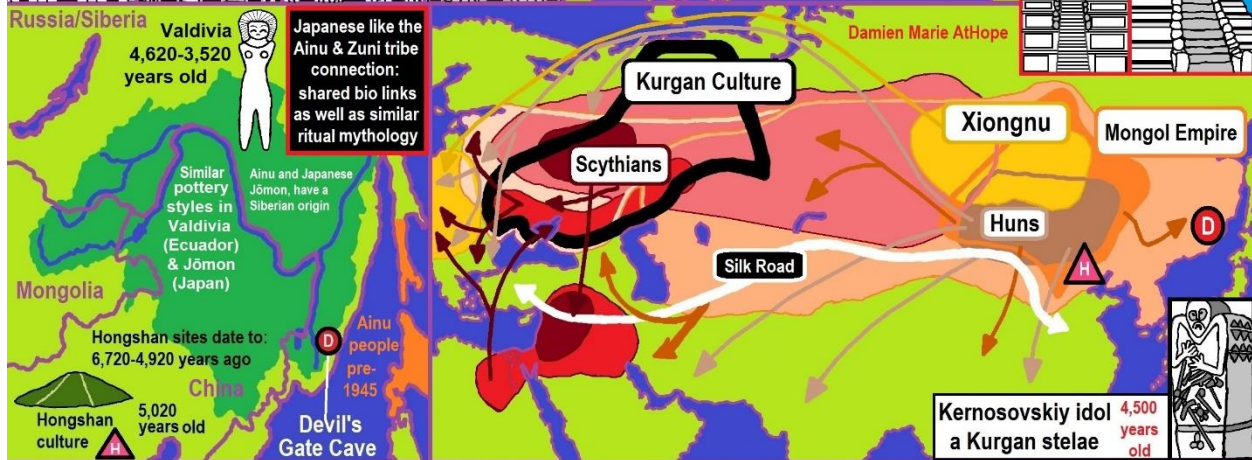 Russia/Siberia
Valdivia
4,620-3,520
years old
Japanese like the
Ainu & Zuni tribe
connection:
shared bio links
as well as similar
ritual mythology
Similar
pottery
styles in
Valdivia
(Ecuador)
& Jōmon
(Japan)
Ainu and Japanese
Jōmon, have a
Siberian origin
Mongolia
Hongshan sites date to:
6,720-4,920 years ago
China
Hongshan
culture
H
5,020
years old
D
Devil's
Gate Cave
Ainu
people
pre-
1945
Damien Marie AtHope
Kurgan Culture
Scythians
Xiongnu
Mongol Empire
Huns
Silk Road
D
H
M
Kernosovskiy idol
a Kurgan stelae
4,500
years
old